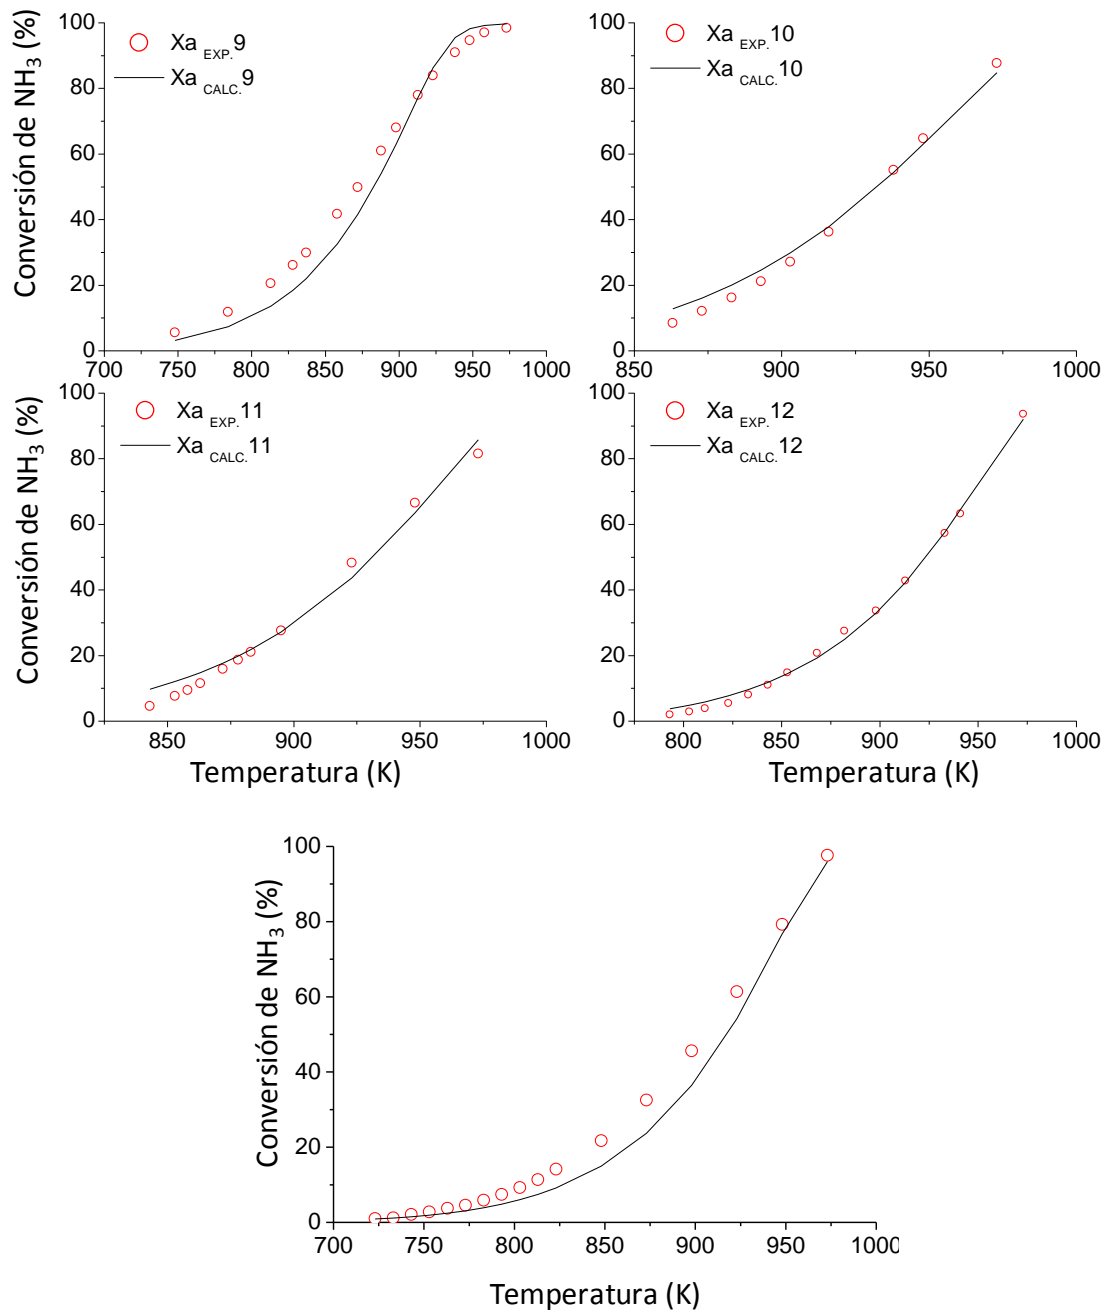 Conversión de NH3 (%)
100
80
60
40
20
0
Xa EXP.9
Xa CALC.9
700 750 800 850 900 950 1000
100
80
60
40
20
0
Xa EXP.10
Xa CALC.10
850 900 950 1000
Conversión de NH3 (%)
100
80
60
40
20
0
Xa EXP.11
Xa CALC.11
850 900 950 1000
Temperatura (K)
100
80
60
40
20
0
Xa EXP.12
Xa CALC.12
800 850 900 950 1000
Temperatura (K)
Conversión de NH3 (%)
100
80
60
40
20
0
700 750 800 850 900 950 1000
Temperatura (K)